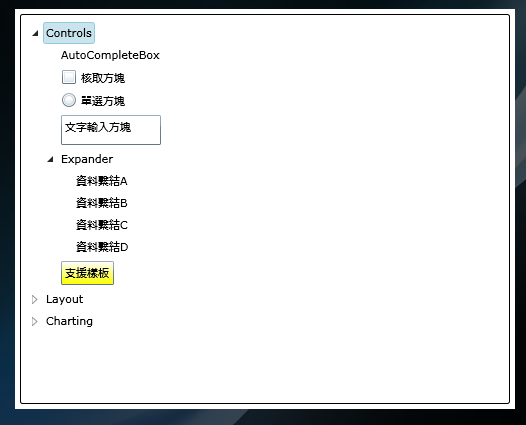 Controls
AutoCompleteBox
核取方塊
單選方塊
文字輸入方塊
Expander
資料繫結A
資料繫結B
資料繫結C
資料繫結D
支援樣板
Layout
Charting